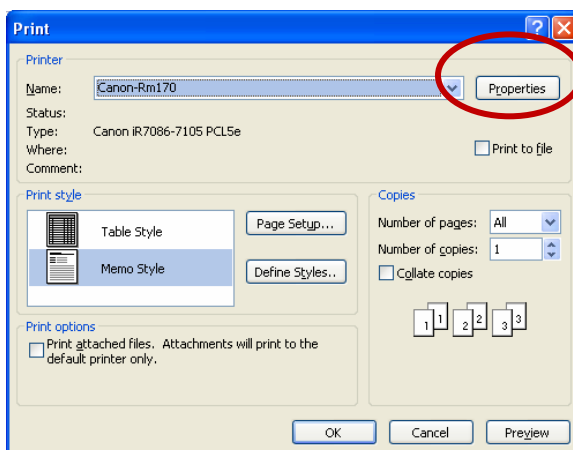 Print
Printer
Name: Canon-Rm170 Properties
Status:
Type: Canon iR7086-7105 PCL5e
Where: Print to file
Comment:
Print style
Table Style
Memo Style
Page Setup...
Define Styles..
Print options
Print attached files. Attachments will print to the
default printer only.
Copies
Number of pages: All
Number of copies: 1
Collate copies
1 1 2 2 3 3
OK Cancel Preview